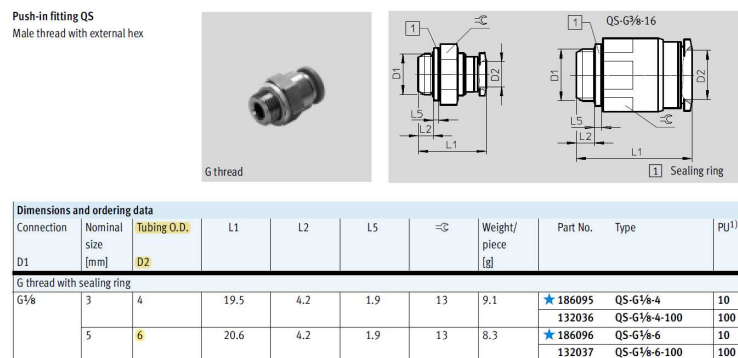 Push-in fitting QS
Male thread with external hex
G thread
1
D1
D2
L5
L2
L1
QS-G3/8-16
1
D1
D2
L5
L2
L1
1 Sealing ring
Dimensions and ordering data
Connection Nominal size Tubing O.D. L1 L2 L5 Weight/piece Part No. Type PU1)
D1 [mm] D2 [g]
G thread with sealing ring
G1/8 3 4 19.5 4.2 1.9 13 9.1 ★ 186095 QS-G1/8-4 10
132036 QS-G1/8-4-100 100
5 6 20.6 4.2 1.9 13 8.3 ★ 186096 QS-G1/8-6 10
132037 QS-G1/8-6-100 100